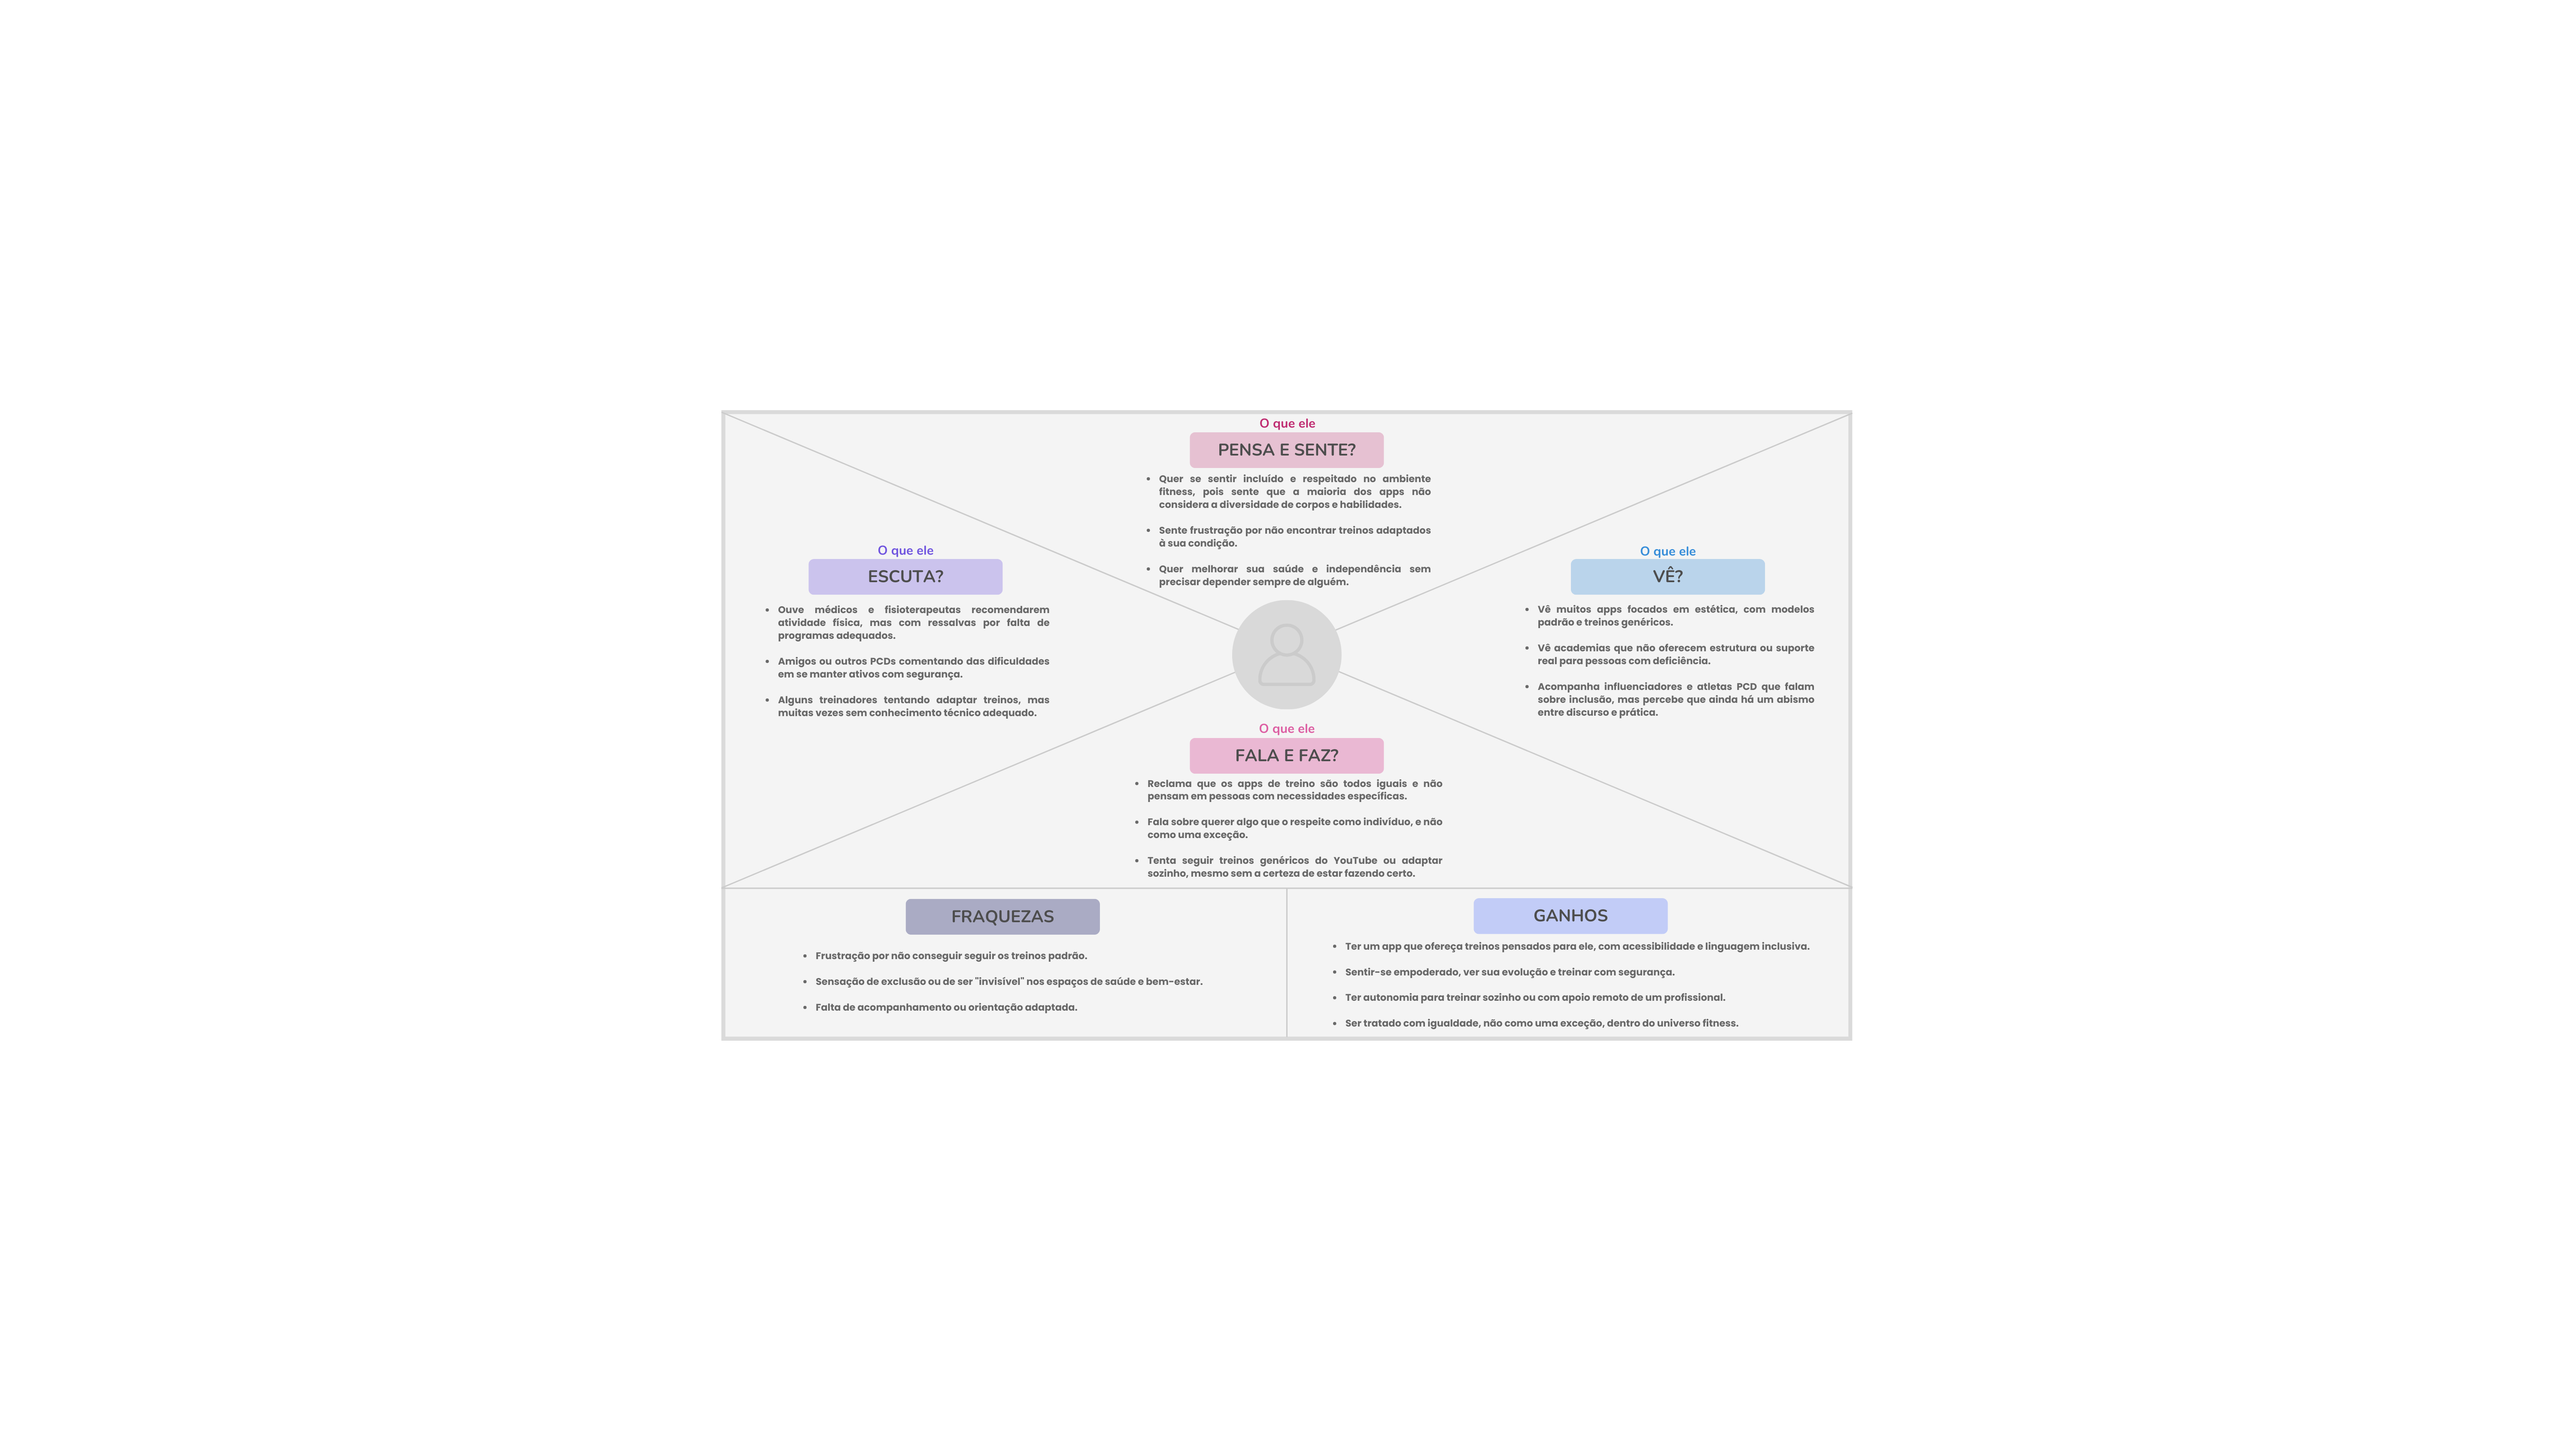 O que ele
PENSA E SENTE?
• Quer se sentir incluído e respeitado no ambiente
fitness, pois sente que a maioria dos apps não
considera a diversidade de corpos e habilidades.
• Sente frustração por não encontrar treinos adaptados
à sua condição.
• Quer melhorar sua saúde e independência sem
precisar depender sempre de alguém.
O que ele
ESCUTA?
• Ouve médicos e fisioterapeutas recomendarem
atividade física, mas com ressalvas por falta de
programas adequados.
• Amigos ou outros PCDs comentando das dificuldades
em se manter ativos com segurança.
• Alguns treinadores tentando adaptar treinos, mas
muitas vezes sem conhecimento técnico adequado.
O que ele
VÊ?
• Vê muitos apps focados em estética, com modelos
padrão e treinos genéricos.
• Vê academias que não oferecem estrutura ou suporte
real para pessoas com deficiência.
• Acompanha influenciadores e atletas PCD que falam
sobre inclusão, mas percebe que ainda há um abismo
entre discurso e prática.
O que ele
FALA E FAZ?
• Reclama que os apps de treino são todos iguais e não
pensam em pessoas com necessidades específicas.
• Fala sobre querer algo que o respeite como indivíduo, e não
como uma exceção.
• Tenta seguir treinos genéricos do YouTube ou adaptar
sozinho, mesmo sem a certeza de estar fazendo certo.
FRAQUEZAS
• Frustração por não conseguir seguir os treinos padrão.
• Sensação de exclusão ou de ser "invisível" nos espaços de saúde e bem-estar.
• Falta de acompanhamento ou orientação adaptada.
GANHOS
• Ter um app que ofereça treinos pensados para ele, com acessibilidade e linguagem inclusiva.
• Sentir-se empoderado, ver sua evolução e treinar com segurança.
• Ter autonomia para treinar sozinho ou com apoio remoto de um profissional.
• Ser tratado com igualdade, não como uma exceção, dentro do universo fitness.